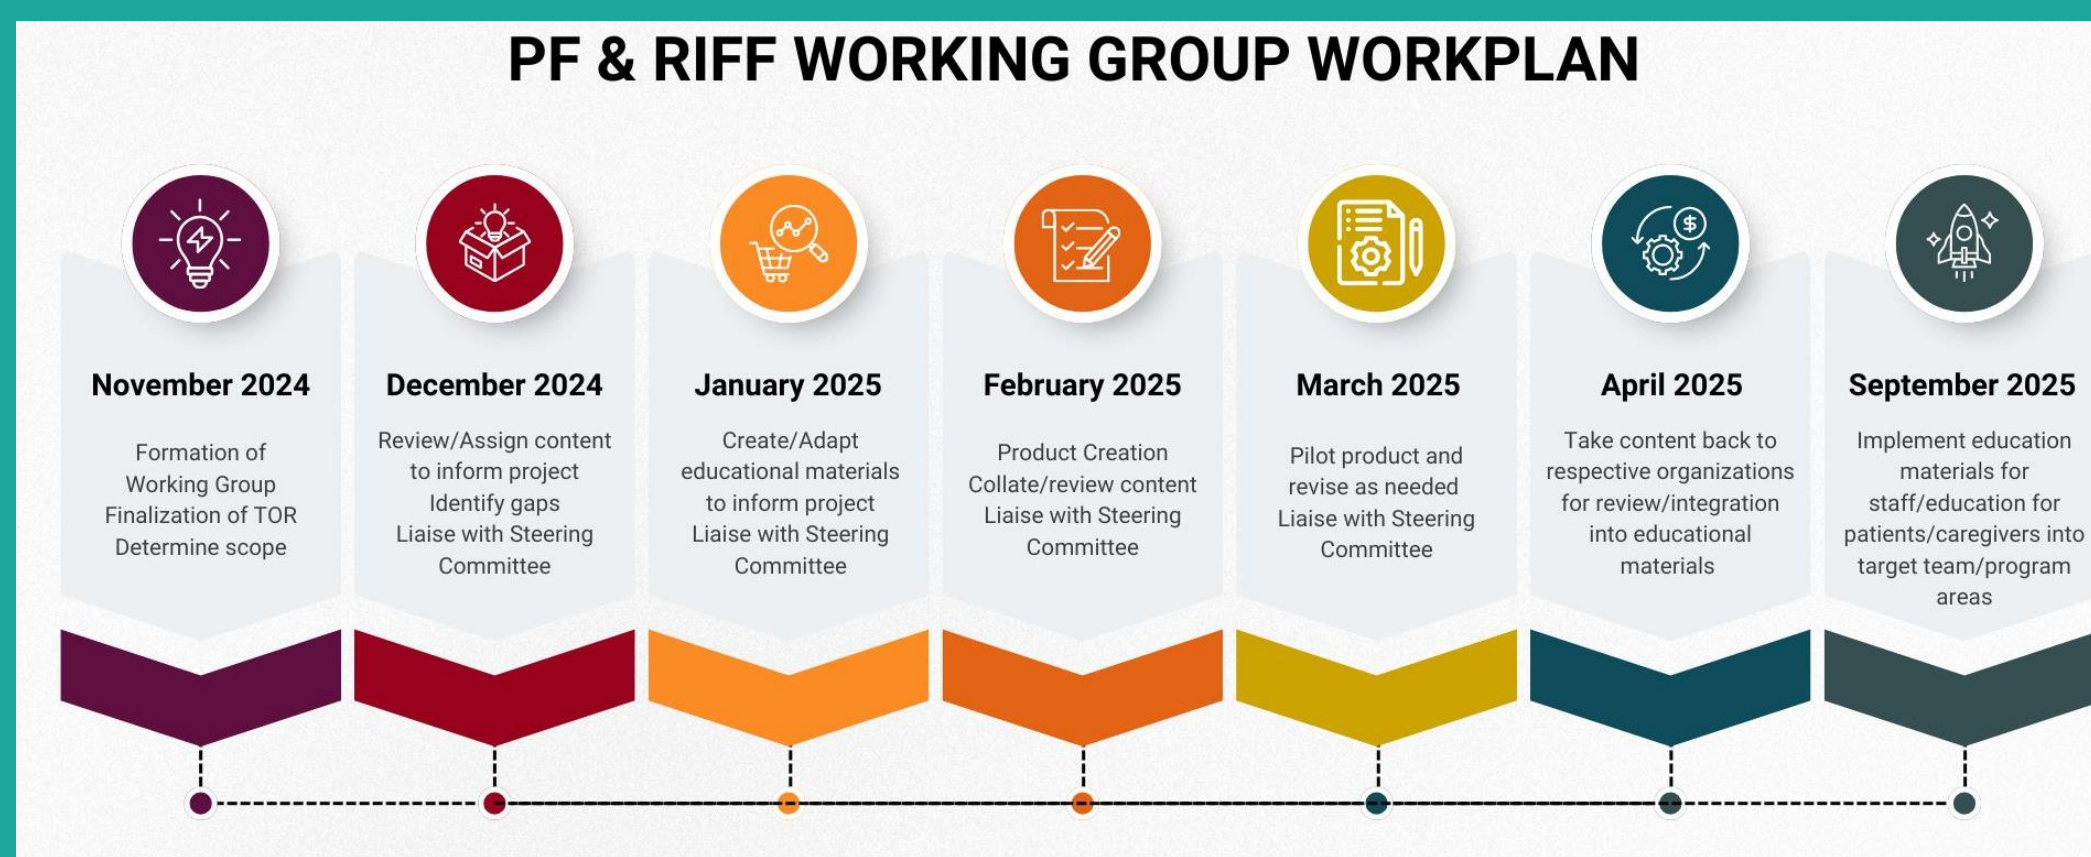 PF & RIFF WORKING GROUP WORKPLAN
$
November 2024
Formation of
Working Group
Finalization of TOR
Determine scope
December 2024
Review/Assign content
to inform project
Identify gaps
Liaise with Steering
Committee
January 2025
Create/Adapt
educational materials
to inform project
Liaise with Steering
Committee
February 2025
Product Creation
Collate/review content
Liaise with Steering
Committee
March 2025
Pilot product and
revise as needed
Liaise with Steering
Committee
April 2025
Take content back to
respective organizations
for review/integration
into educational
materials
September 2025
Implement education
materials for
staff/education for
patients/caregivers into
target team/program
areas